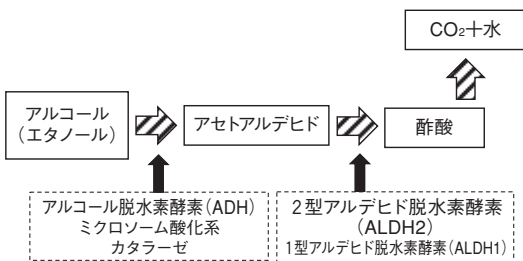 CO₂＋水
アルコール
（エタノール）
アセトアルデヒド
酢酸
アルコール脱水素酵素（ADH）
ミクロソーム酸化系
カタラーゼ
2型アルデヒド脱水素酵素
（ALDH2）
1型アルデヒド脱水素酵素（ALDH1）